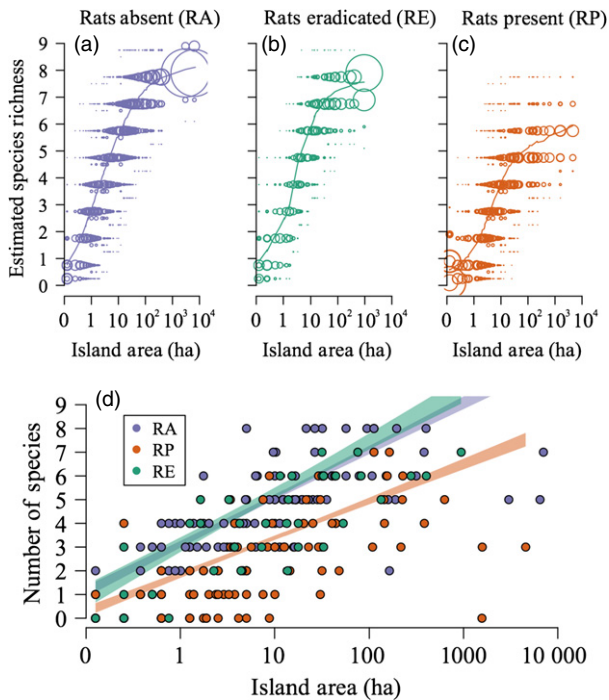 Rats absent (RA) Rats eradicated (RE) Rats present (RP)
(a) (b) (c)
Estimated species richness
9
8
7
6
5
4
3
2
1
0
0 1 10 10² 10⁴ 0 1 10 10² 10⁴ 0 1 10 10² 10⁴
Island area (ha) Island area (ha) Island area (ha)
(d)
Number of species
9
8
7
6
5
4
3
2
1
0
RA
RP
RE
0 1 10 100 1000 10 000
Island area (ha)